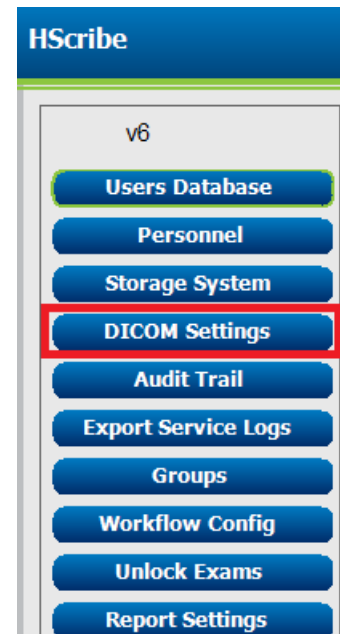 HScribe
v6
Users Database
Personnel
Storage System
DICOM Settings
Audit Trail
Export Service Logs
Groups
Workflow Config
Unlock Exams
Report Settings